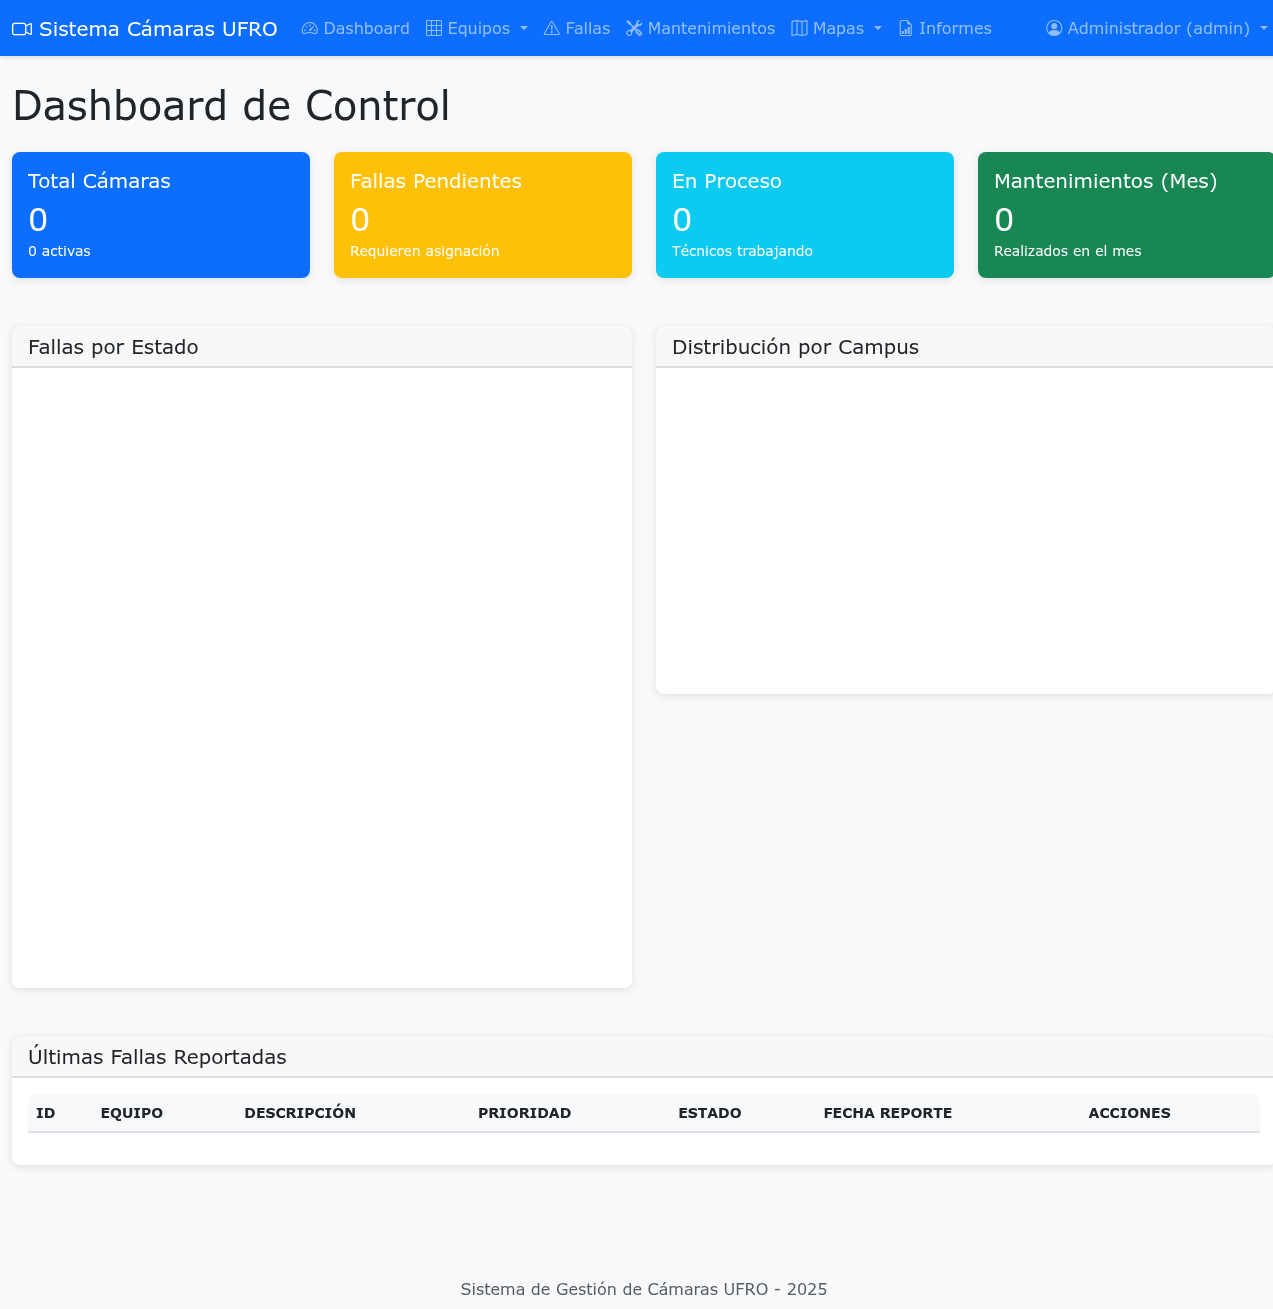 Sistema Cámaras UFRO Dashboard Equipos Fallas Mantenimientos Mapas Informes Administrador (admin)
Dashboard de Control
Total Cámaras
0
0 activas
Fallas Pendientes
0
Requieren asignación
En Proceso
0
Técnicos trabajando
Mantenimientos (Mes)
0
Realizados en el mes
Fallas por Estado
Distribución por Campus
Últimas Fallas Reportadas
ID EQUIPO DESCRIPCIÓN PRIORIDAD ESTADO FECHA REPORTE ACCIONES
Sistema de Gestión de Cámaras UFRO - 2025